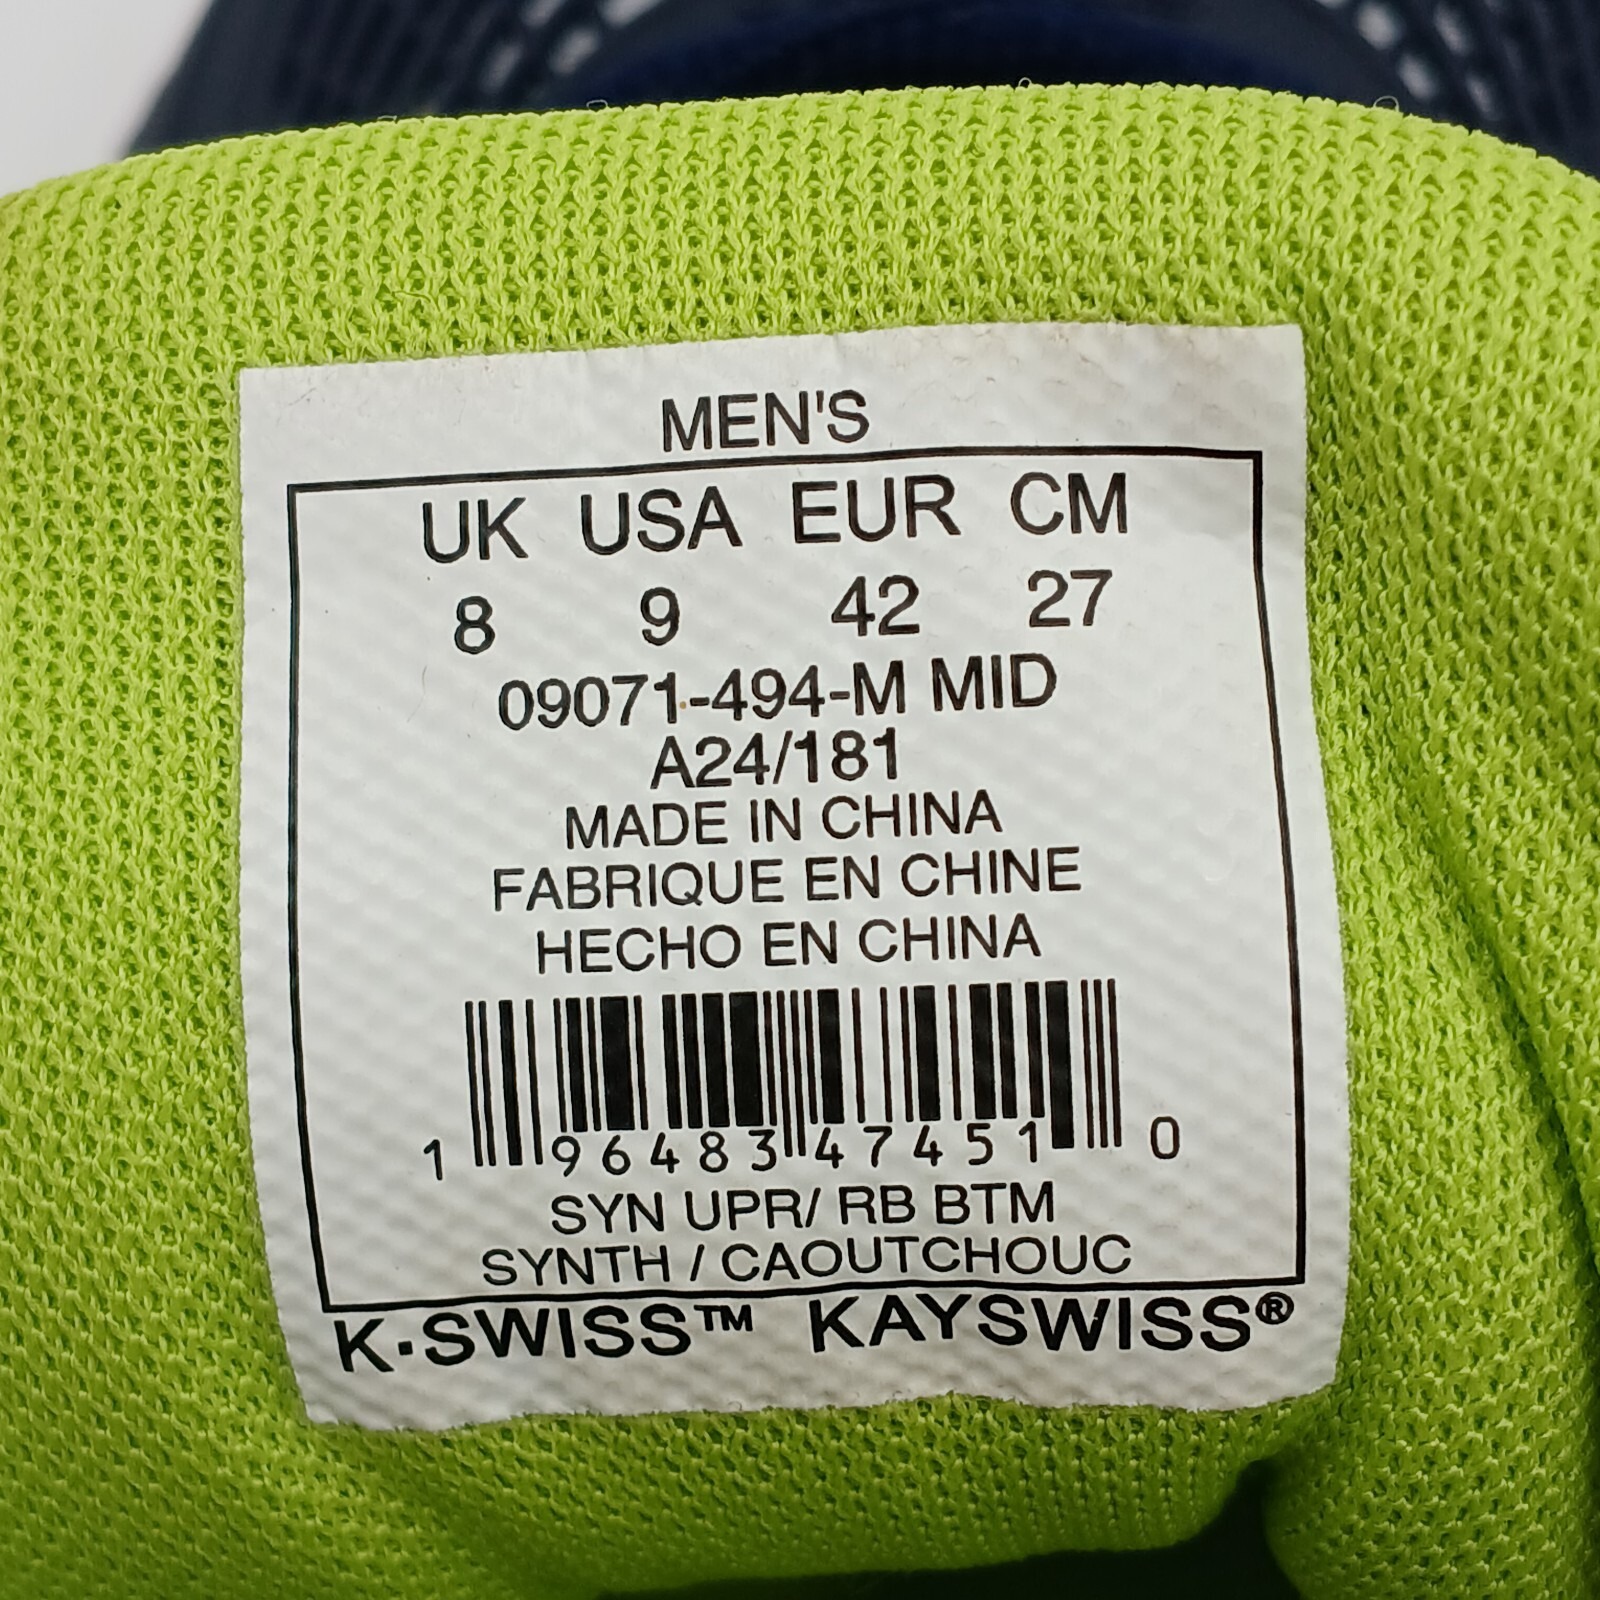 MEN'S
UK USA EUR CM
8 9 42 27
09071-494-M MID
A24/181
MADE IN CHINA
FABRIQUE EN CHINE
HECHO EN CHINA
1 96483 47451 0
SYN UPR/ RB BTM
SYNTH / CAOUTCHOUC
K·SWISS™ KAYSWISS®